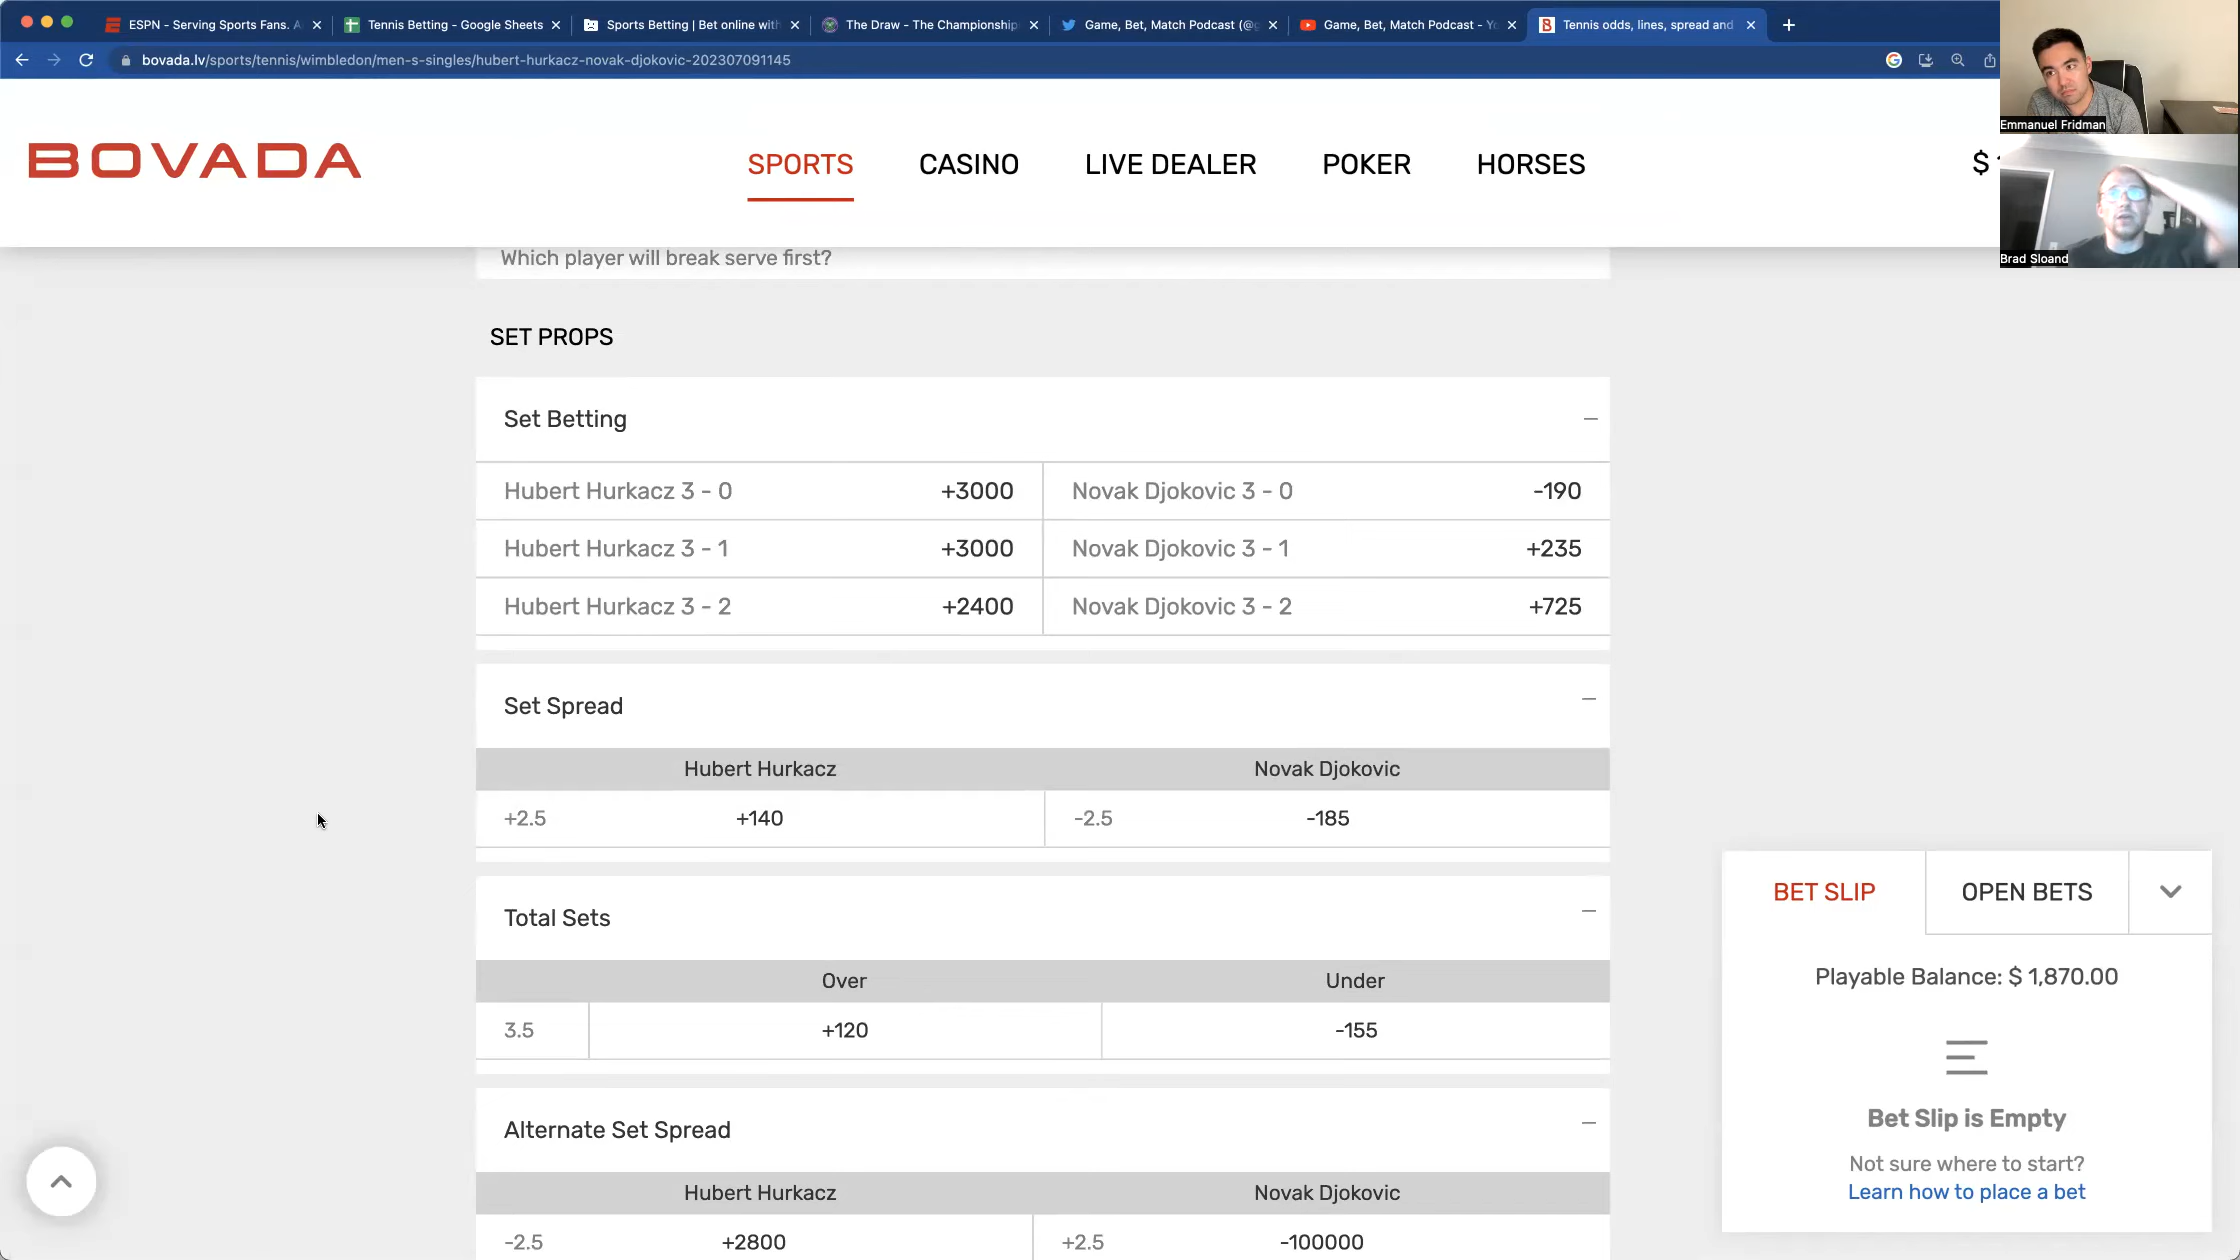 ESPN - Serving Sports Fans. A
Tennis Betting - Google Sheets
Sports Betting | Bet online with
The Draw - The Championship
Game, Bet, Match Podcast (@g
Game, Bet, Match Podcast - Yo
Tennis odds, lines, spread and
bovada.lv/sports/tennis/wimbledon/men-s-singles/hubert-hurkacz-novak-djokovic-202307091145
Emmanuel Fridman
Brad Sloand
BOVADA
SPORTS
CASINO
LIVE DEALER
POKER
HORSES
$
Which player will break serve first?
SET PROPS
Set Betting
Hubert Hurkacz 3 - 0 +3000 Novak Djokovic 3 - 0 -190
Hubert Hurkacz 3 - 1 +3000 Novak Djokovic 3 - 1 +235
Hubert Hurkacz 3 - 2 +2400 Novak Djokovic 3 - 2 +725
Set Spread
Hubert Hurkacz Novak Djokovic
+2.5 +140 -2.5 -185
Total Sets
Over Under
3.5 +120 -155
Alternate Set Spread
Hubert Hurkacz Novak Djokovic
-2.5 +2800 +2.5 -100000
BET SLIP
OPEN BETS
Playable Balance: $ 1,870.00
Bet Slip is Empty
Not sure where to start?
Learn how to place a bet